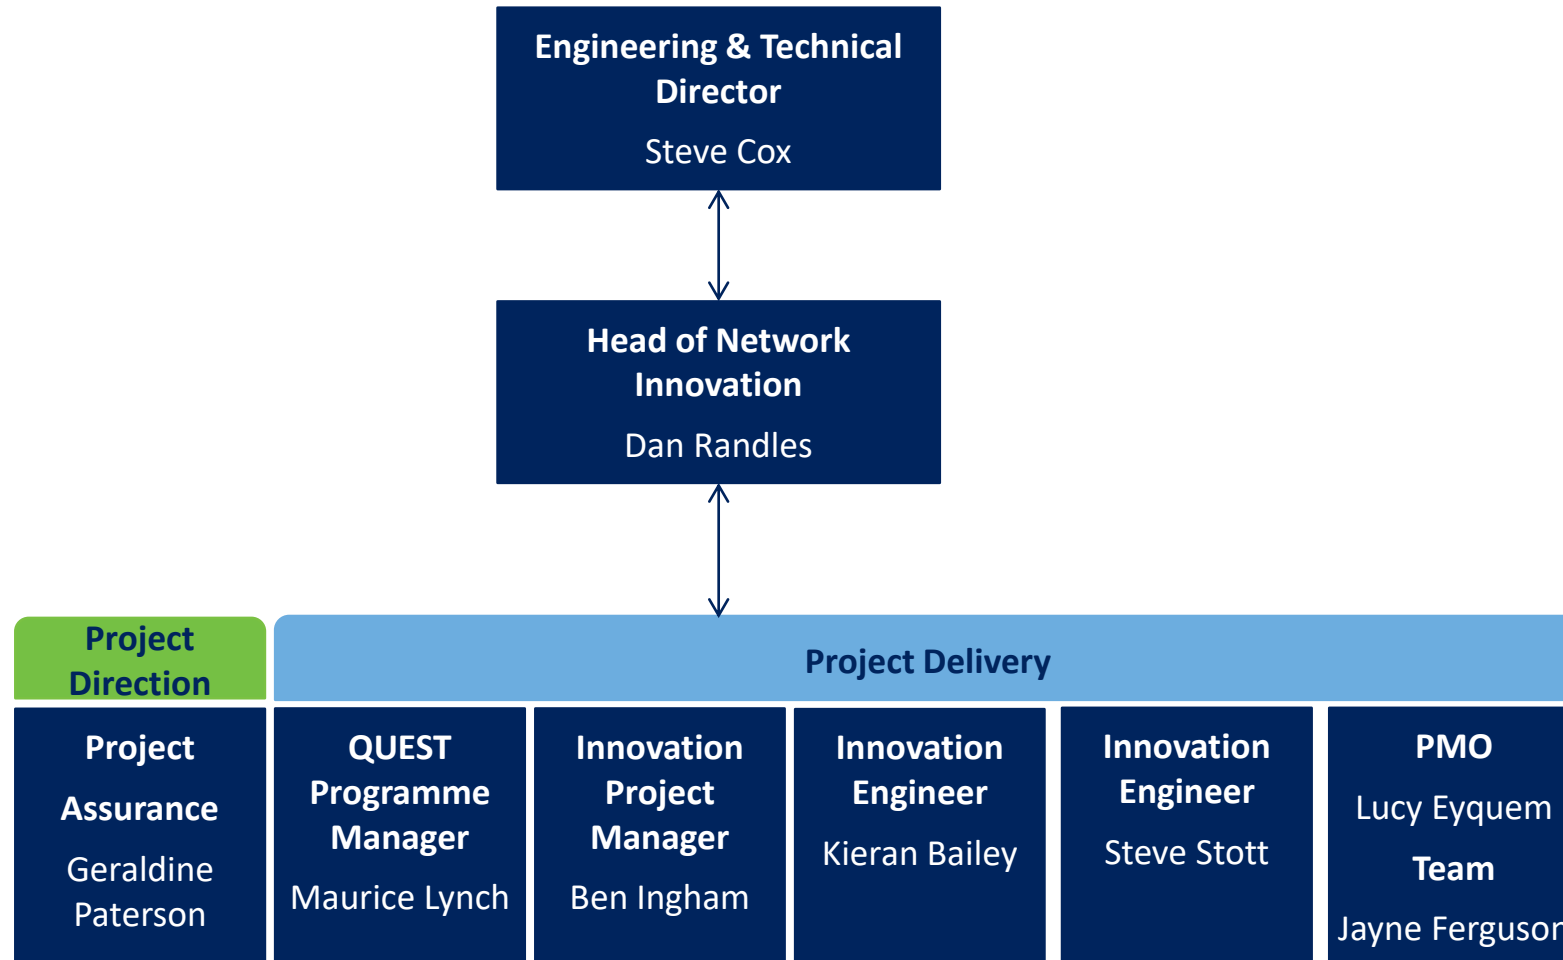 Engineering & Technical
Director
Steve Cox
Head of Network
Innovation
Dan Randles
Project
Direction
Project Delivery
Project
Assurance
Geraldine
Paterson
QUEST
Programme
Manager
Maurice Lynch
Innovation
Project
Manager
Ben Ingham
Innovation
Engineer
Kieran Bailey
Innovation
Engineer
Steve Stott
PMO
Lucy Eyquem
Team
Jayne Ferguson